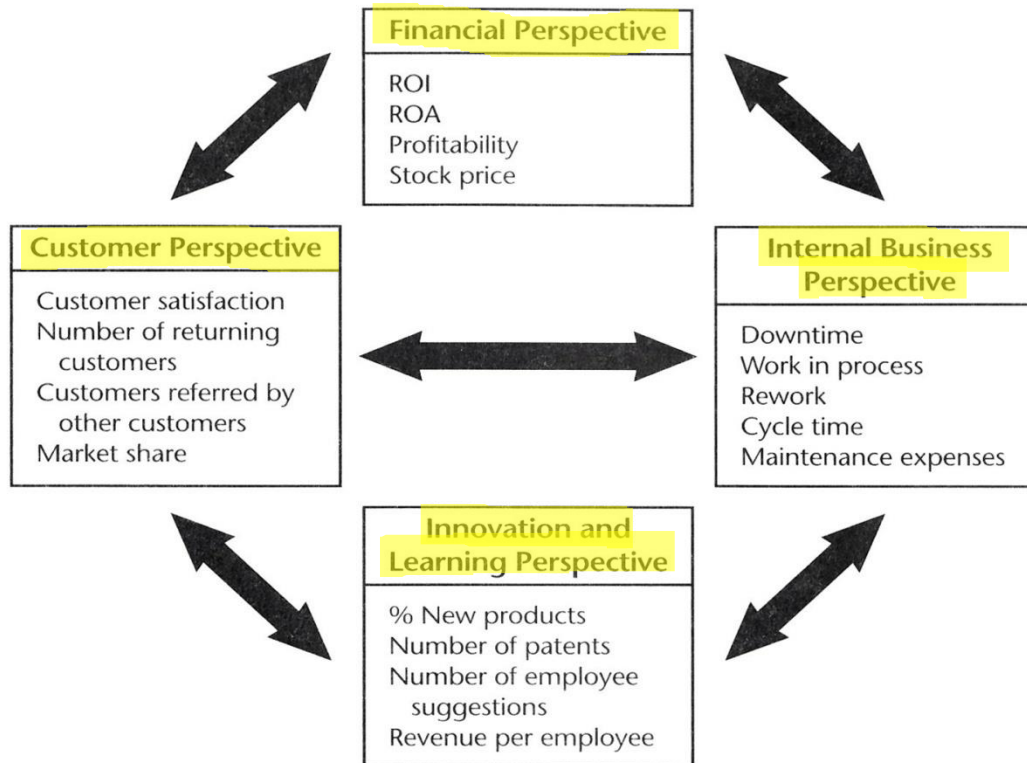 Financial Perspective
ROI
ROA
Profitability
Stock price
Customer Perspective
Customer satisfaction
Number of returning
customers
Customers referred by
other customers
Market share
Internal Business
Perspective
Downtime
Work in process
Rework
Cycle time
Maintenance expenses
Innovation and
Learning Perspective
% New products
Number of patents
Number of employee
suggestions
Revenue per employee